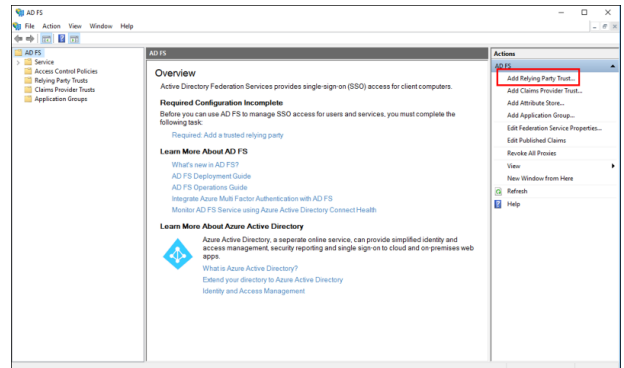 AD FS
File Action View Window Help
AD FS
Service
Access Control Policies
Relying Party Trusts
Claims Provider Trusts
Application Groups
AD FS
Overview
Active Directory Federation Services provides single-sign-on (SSO) access for client computers.
Required Configuration Incomplete
Before you can use AD FS to manage SSO access for users and services, you must complete the
following task:
Required: Add a trusted relying party
Learn More About AD FS
What's new in AD FS?
AD FS Deployment Guide
AD FS Operations Guide
Integrate Azure Multi Factor Authentication with AD FS
Monitor AD FS Service using Azure Active Directory Connect Health
Learn More About Azure Active Directory
Azure Active Directory, a seperate online service, can provide simplified identity and
access management, security reporting and single sign-on to cloud and on-premises web
apps.
What is Azure Active Directory?
Extend your directory to Azure Active Directory
Identity and Access Management
Actions
AD FS
Add Relying Party Trust...
Add Claims Provider Trust...
Add Attribute Store...
Add Application Group...
Edit Federation Service Properties...
Edit Published Claims
Revoke All Proxies
View
New Window from Here
Refresh
Help